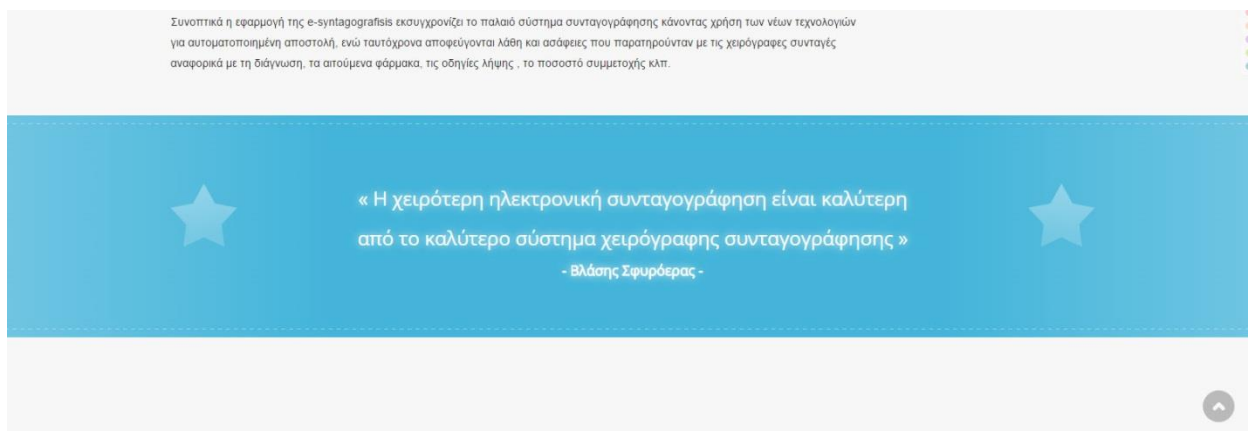 Συνοπτικά η εφαρμογή της e-syntagografisis εκσυγχρονίζει το παλαιό σύστημα συνταγογράφησης κάνοντας χρήση των νέων τεχνολογιών
για αυτοματοποιημένη αποστολή, ενώ ταυτόχρονα αποφεύγονται λάθη και ασάφειες που παρατηρούνταν με τις χειρόγραφες συνταγές
αναφορικά με τη διάγνωση, τα αιτούμενα φάρμακα, τις οδηγίες λήψης , το ποσοστό συμμετοχής κλπ.
« Η χειρότερη ηλεκτρονική συνταγογράφηση είναι καλύτερη
από το καλύτερο σύστημα χειρόγραφης συνταγογράφησης »
- Βλάσης Σφυρόερας -